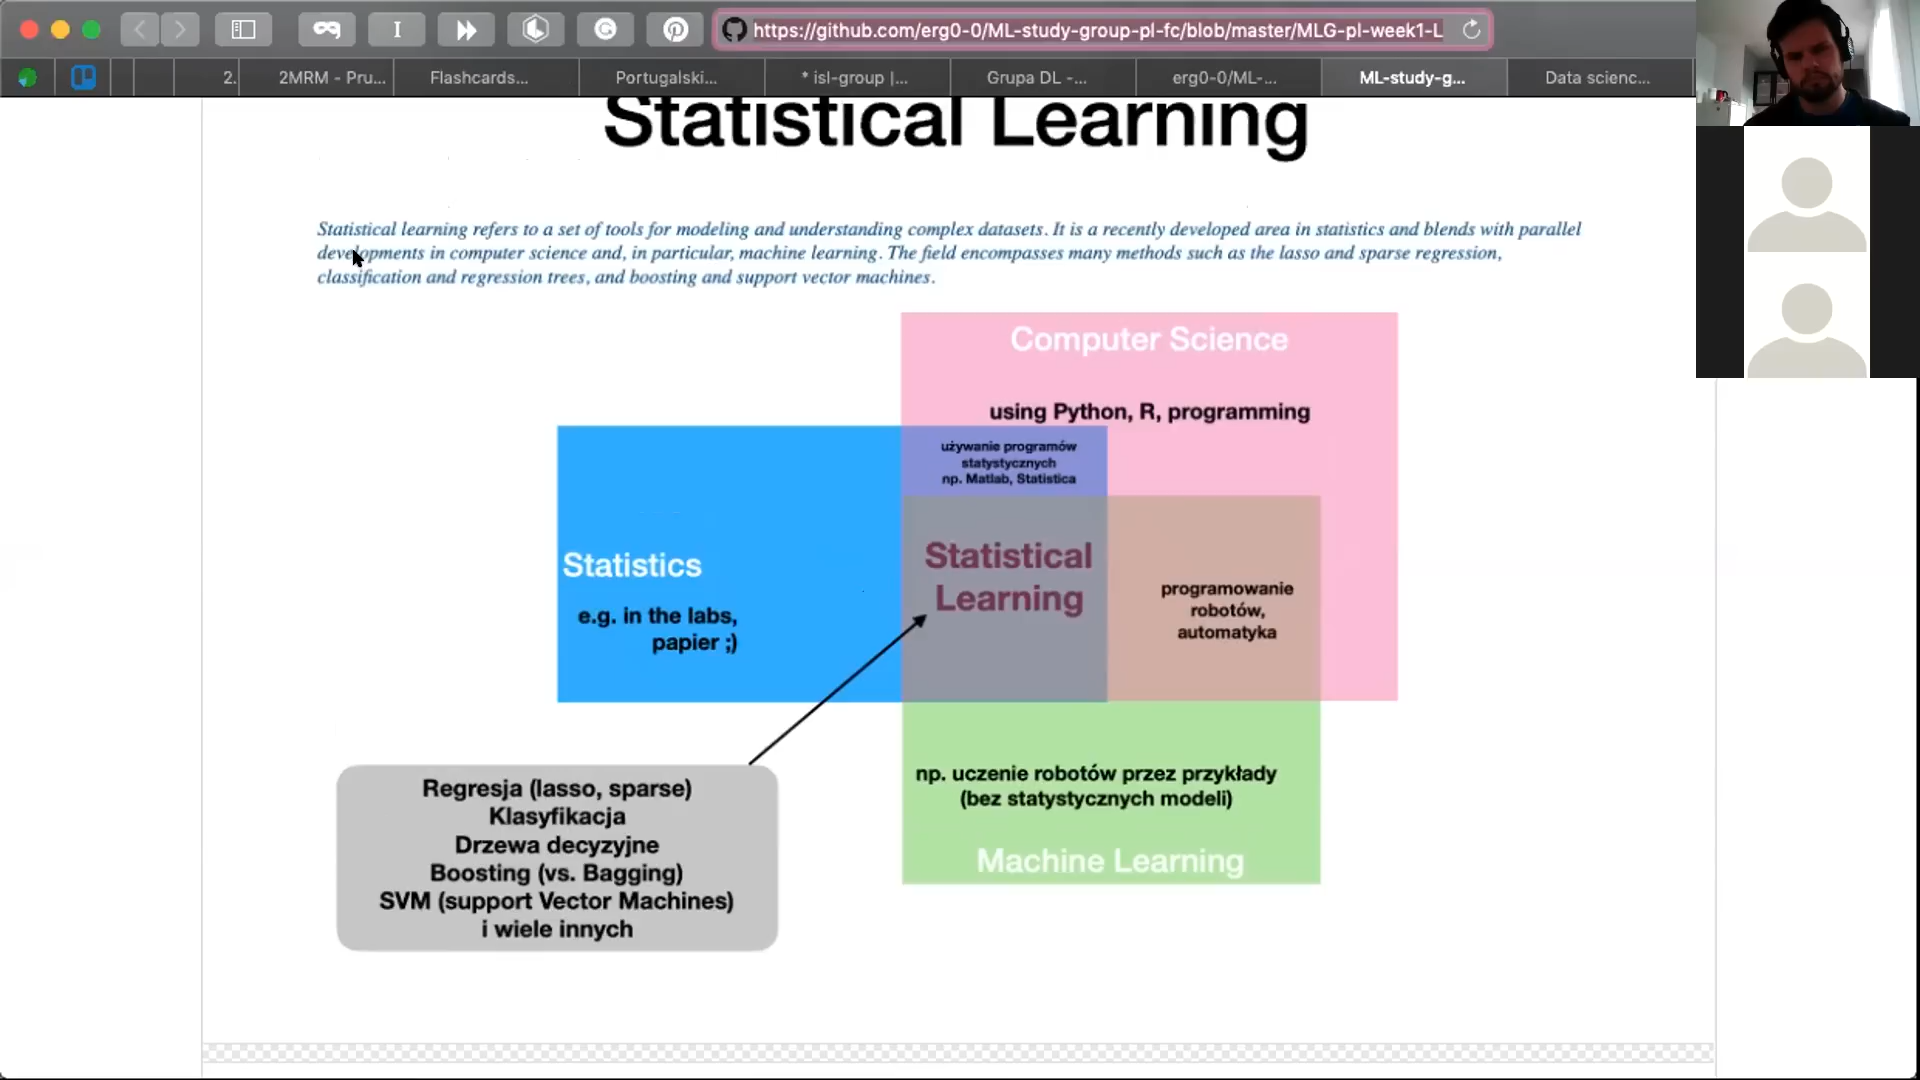 https://github.com/erg0-0/ML-study-group-pl-fc/blob/master/MLG-pl-week1-L
2.
2MRM - Pru...
Flashcards...
Portugalski...
* isl-group |...
Grupa DL -...
erg0-0/ML-...
ML-study-g...
Data scienc...
Statistical Learning
Statistical learning refers to a set of tools for modeling and understanding complex datasets. It is a recently developed area in statistics and blends with parallel
developments in computer science and, in particular, machine learning. The field encompasses many methods such as the lasso and sparse regression,
classification and regression trees, and boosting and support vector machines.
Computer Science
using Python, R, programming
używanie programów
statystycznych
np. Matlab, Statistica
Statistics
e.g. in the labs,
papier ;)
Statistical
Learning
programowanie
robotów,
automatyka
np. uczenie robotów przez przykłady
(bez statystycznych modeli)
Machine Learning
Regresja (lasso, sparse)
Klasyfikacja
Drzewa decyzyjne
Boosting (vs. Bagging)
SVM (support Vector Machines)
i wiele innych